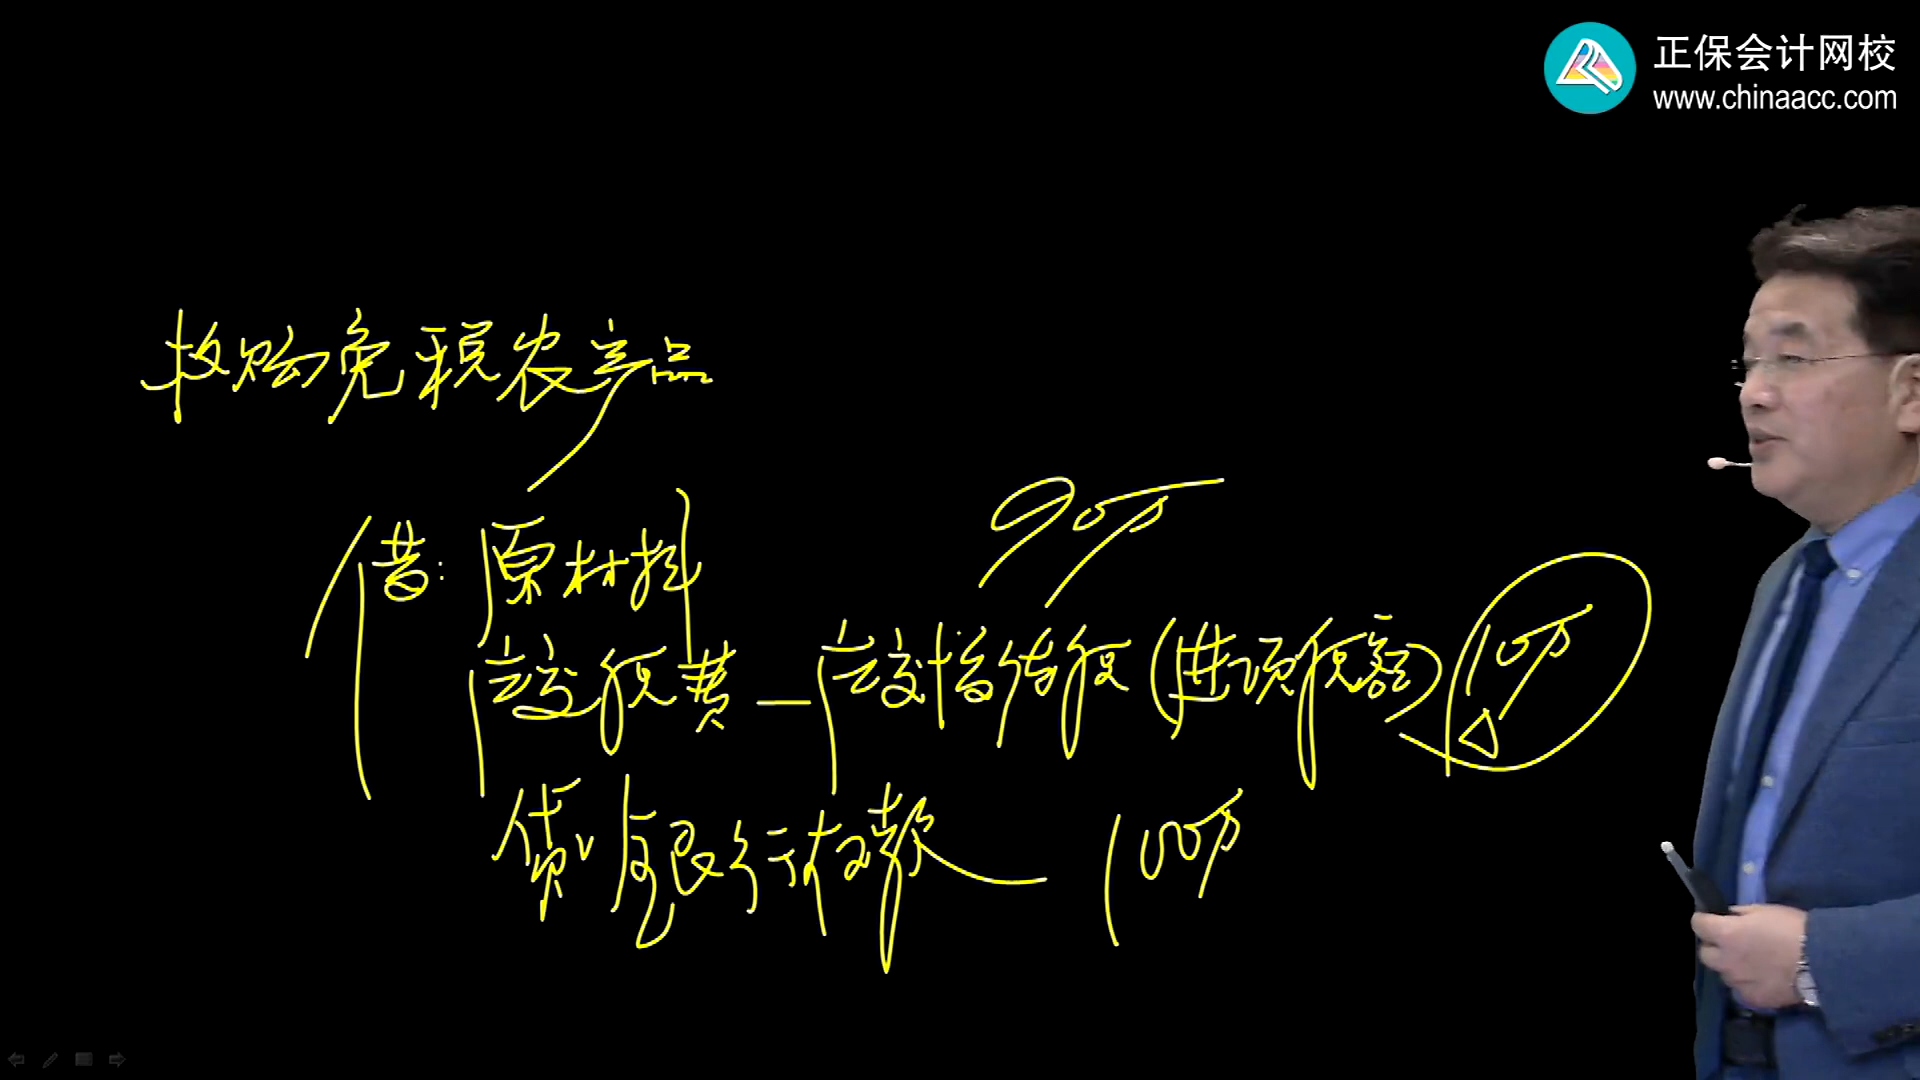 正保会计网校
www.chinaacc.com
收购免税农产品
借：原材料 90万
应交税费—应交增值税(进项税额) 10万
贷：银行存款 100万